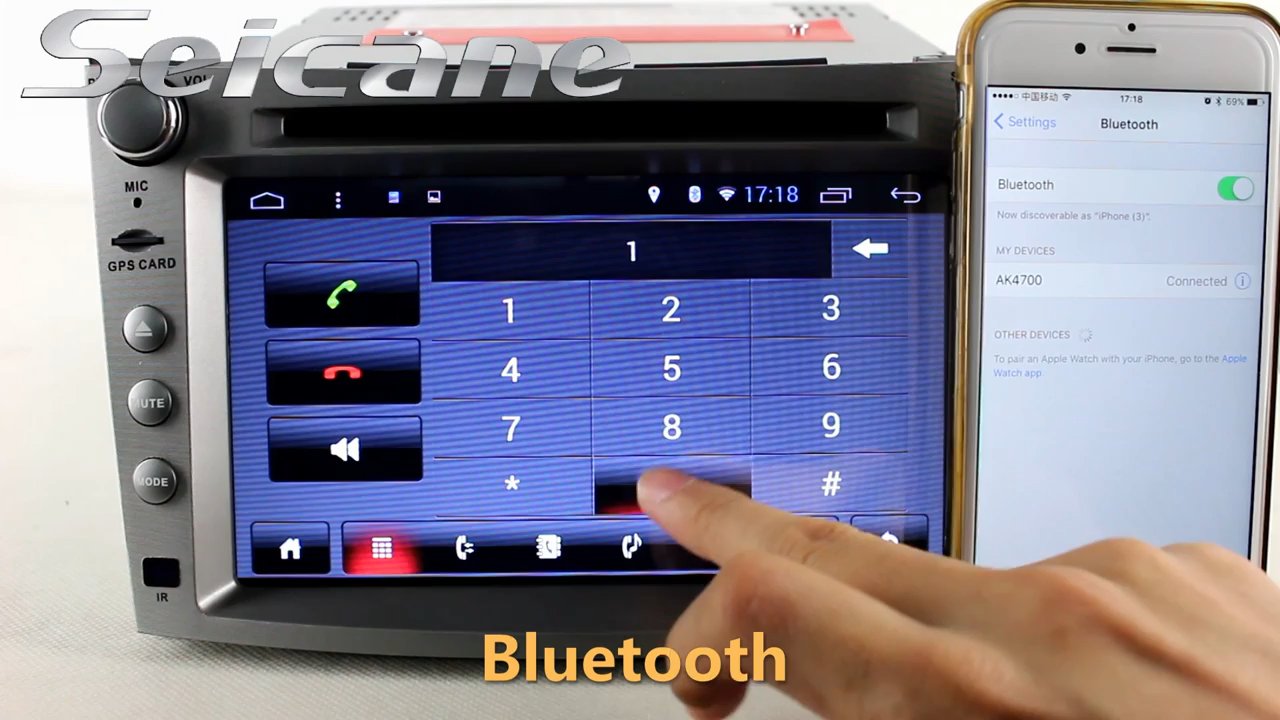 Seicane
VOL
MIC
GPS CARD
MUTE
MODE
IR
17:18
1
1 2 3
4 5 6
7 8 9
* #
中国移动 17:18 69%
Settings Bluetooth
Bluetooth
Now discoverable as “iPhone (3)”.
MY DEVICES
AK4700 Connected
OTHER DEVICES
To pair an Apple Watch with your iPhone, go to the Apple
Watch app.
Bluetooth